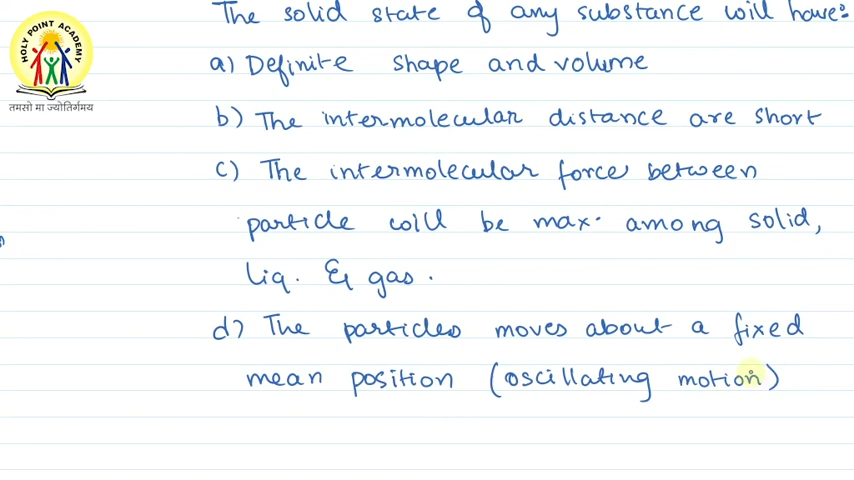 The solid state of any substance will have:
HOLY POINT ACADEMY
तमसो मा ज्योतिर्गमय
a) Definite shape and volume
b) The intermolecular distance are short
c) The intermolecular force between
particle will be max. among solid,
liq. & gas.
d) The particles moves about a fixed
mean position (oscillating motion)